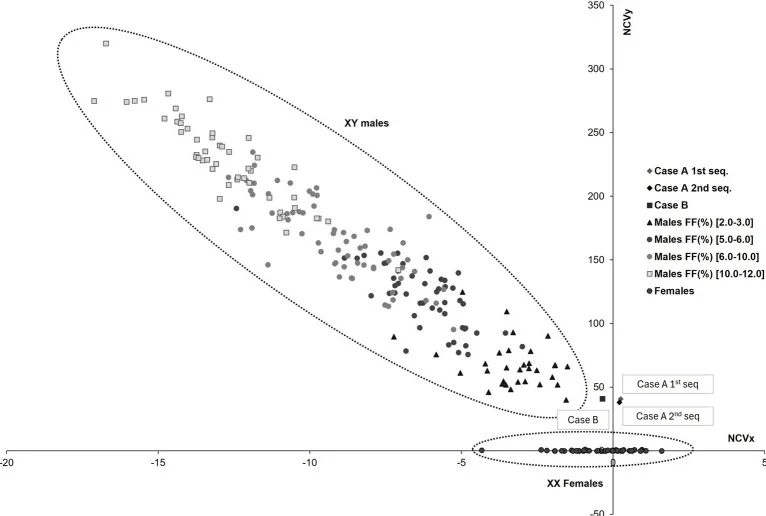 350
NCVy
300
XY males
250
200
150
100
50
0
-50
Case A 1st seq.
Case A 2nd seq.
Case B
Males FF(%) [2.0-3.0]
Males FF(%) [5.0-6.0]
Males FF(%) [6.0-10.0]
Males FF(%) [10.0-12.0]
Females
Case A 1st seq
Case B
Case A 2nd seq
NCVx
-20
-15
-10
-5
5
XX Females